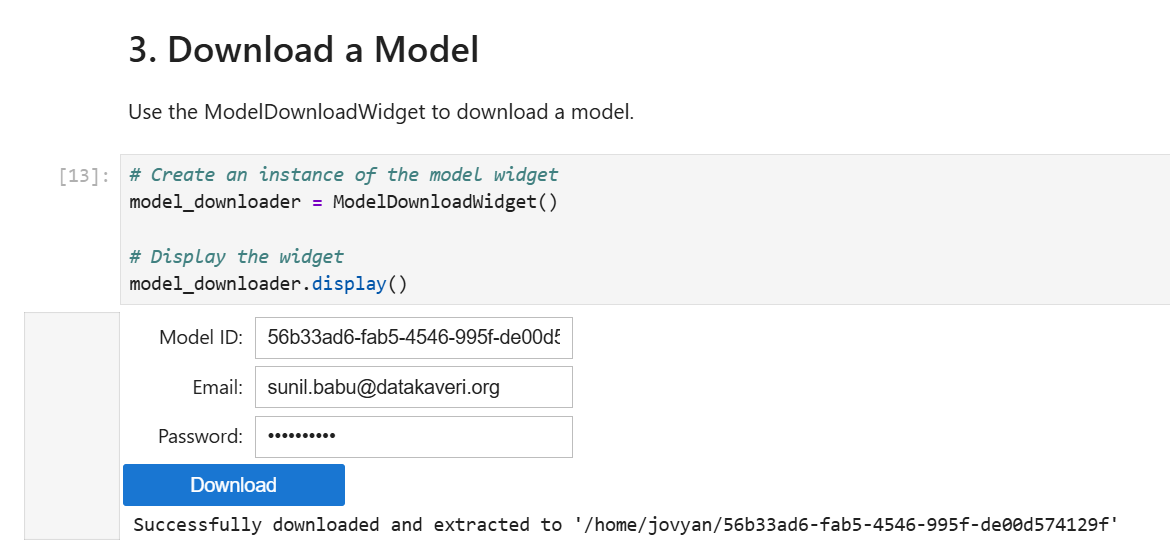 3. Download a Model
Use the ModelDownloadWidget to download a model.
[13]: # Create an instance of the model widget
model_downloader = ModelDownloadWidget()
# Display the widget
model_downloader.display()
Model ID: 56b33ad6-fab5-4546-995f-de00d5
Email: sunil.babu@datakaveri.org
Password: ••••••••••
Download
Successfully downloaded and extracted to '/home/jovyan/56b33ad6-fab5-4546-995f-de00d574129f'